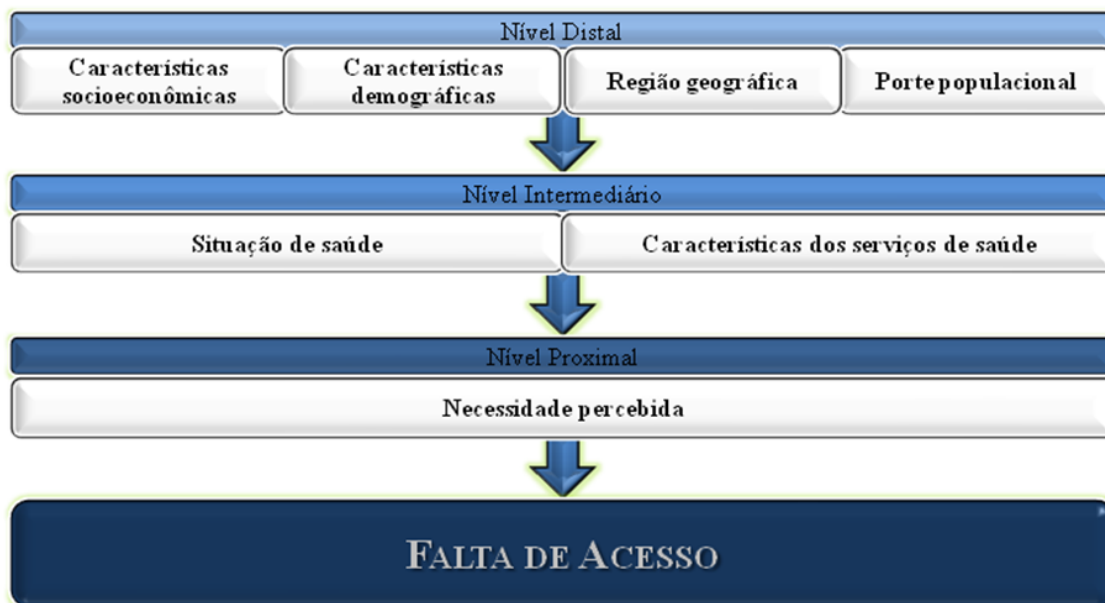 Nível Distal
Características
socioeconômicas
Características
demográficas
Região geográfica
Porte populacional
Nível Intermediário
Situação de saúde
Características dos serviços de saúde
Nível Proximal
Necessidade percebida
FALTA DE ACESSO